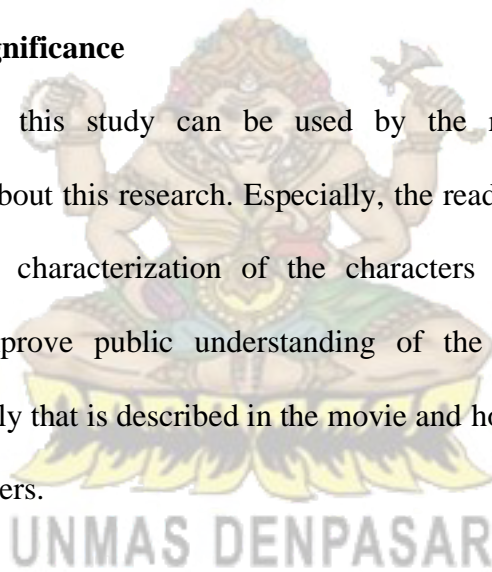 gnificance
this study can be used by the
bout this research. Especially, the read
characterization of the characters
prove public understanding of the
ly that is described in the movie and ho
ers.
UNMAS DENPASAR